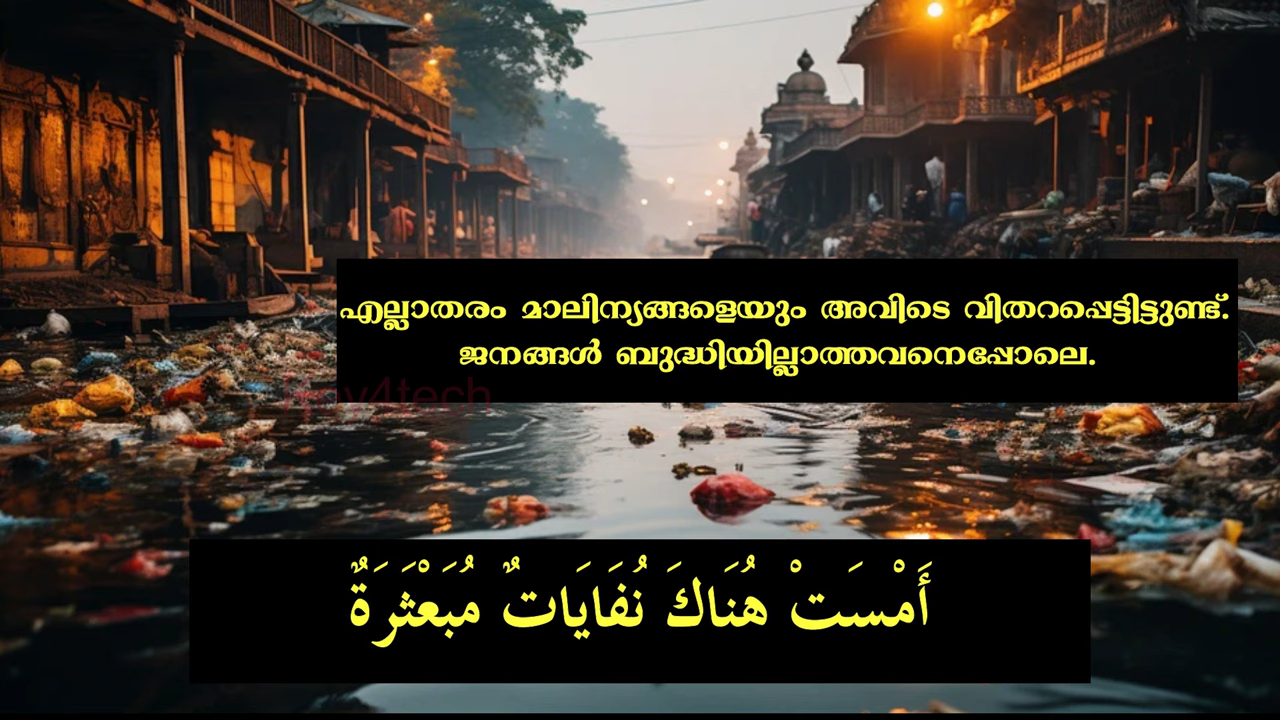 എല്ലാതരം മാലിന്യങ്ങളെയും അവിടെ വിതറപ്പെട്ടിട്ടുണ്ട്.
ജനങ്ങൾ ബുദ്ധിയില്ലാത്തവനെപ്പോലെ.
أَمْسَتْ هُنَاكَ نُفَايَاتٌ مُبَعْثَرَةٌ